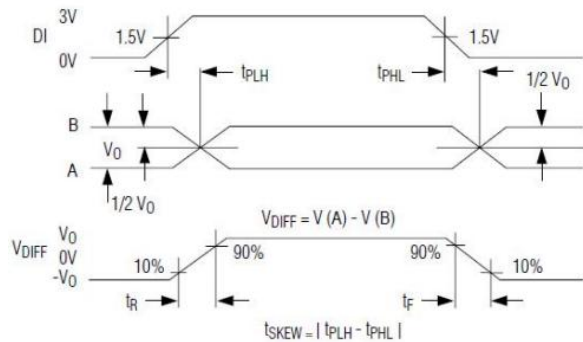 3V
DI
1.5V
1.5V
0V
tPLH
tPHL
1/2 VO
B
VO
A
1/2 VO
VDIFF = V (A) - V (B)
VO
VDIFF 0V
-VO
10%
90%
90%
10%
tR
tF
tSKEW = | tPLH - tPHL |